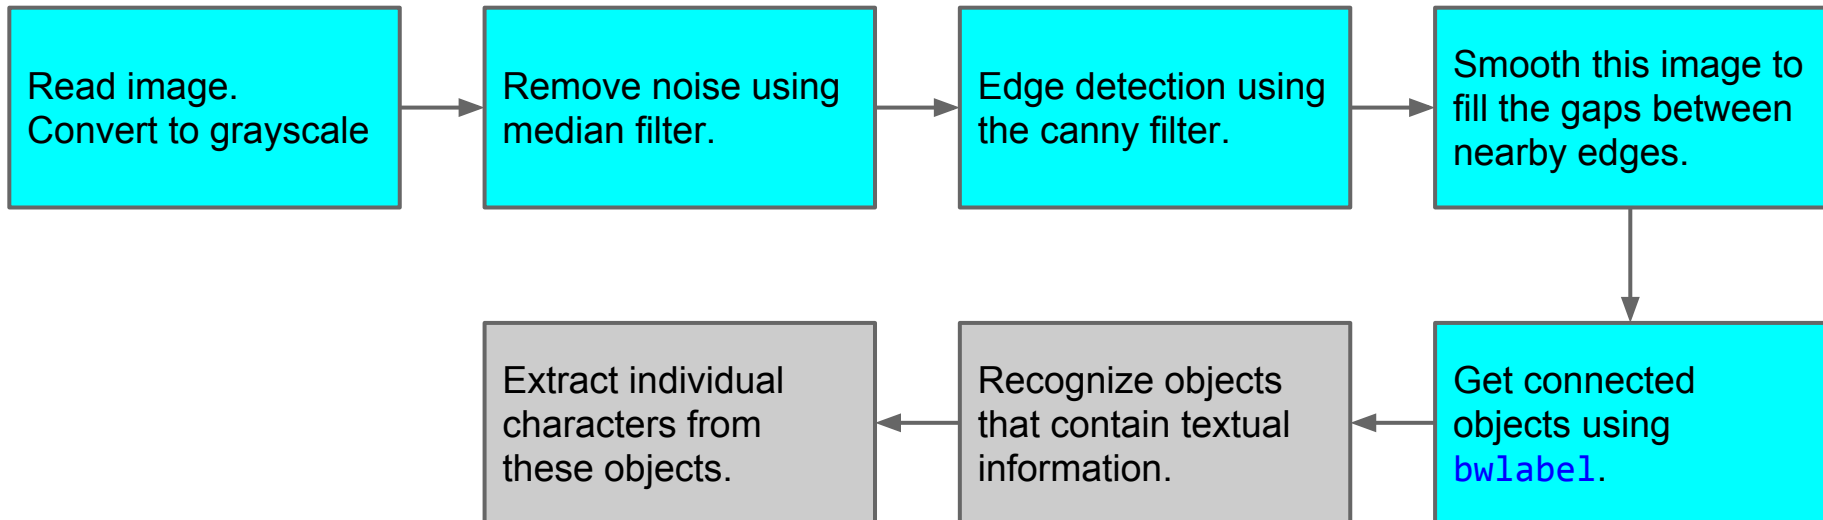 Read image.
Convert to grayscale
Remove noise using
median filter.
Edge detection using
the canny filter.
Smooth this image to
fill the gaps between
nearby edges.
Get connected
objects using
bwlabel.
Recognize objects
that contain textual
information.
Extract individual
characters from
these objects.